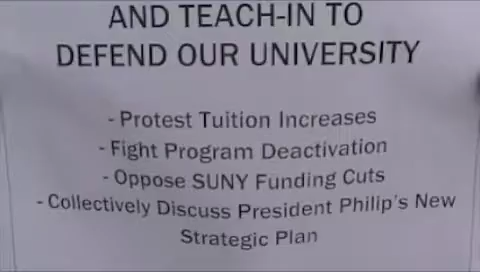 AND TEACH-IN TO
DEFEND OUR UNIVERSITY
- Protest Tuition Increases
- Fight Program Deactivation
- Oppose SUNY Funding Cuts
- Collectively Discuss President Philip's New
Strategic Plan